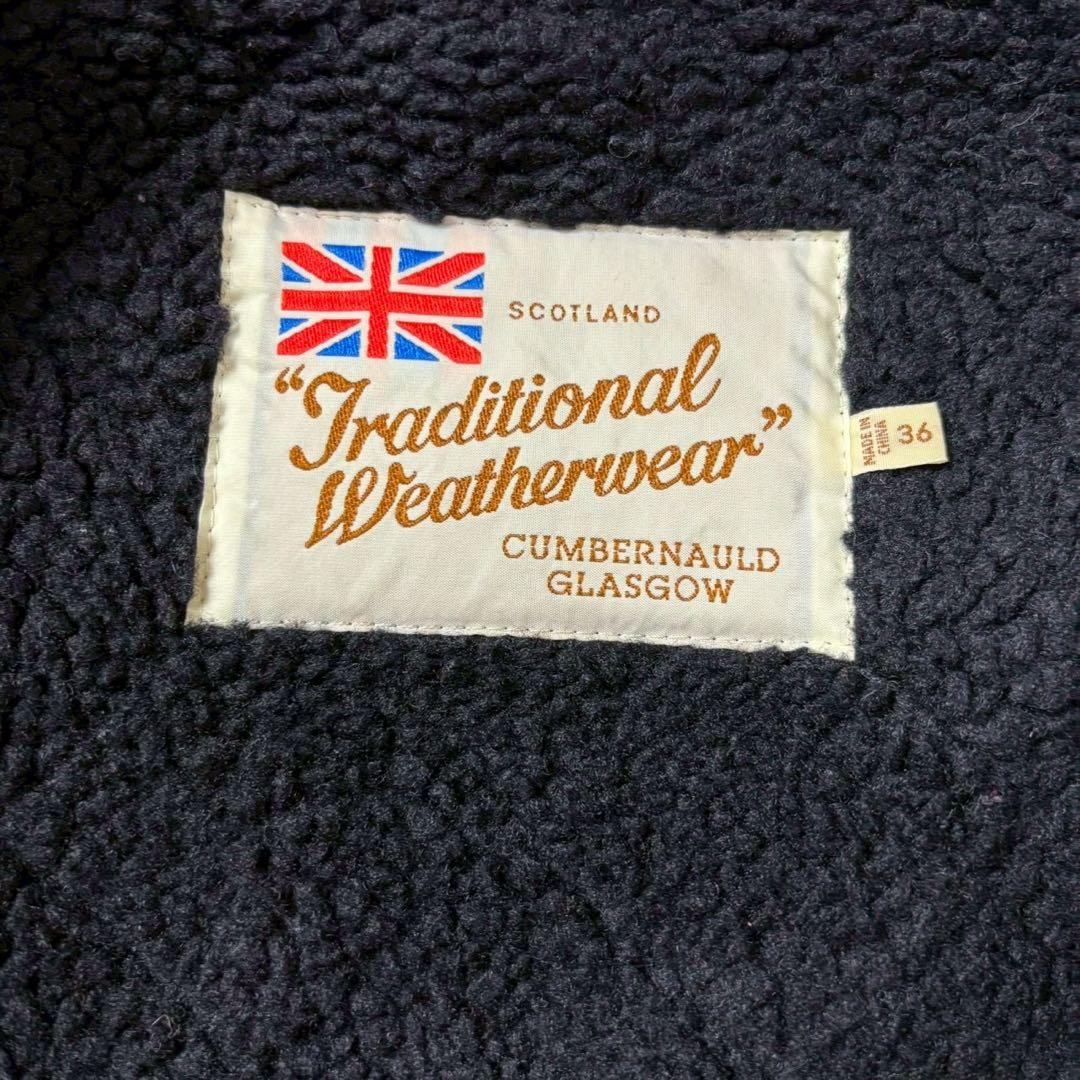 SCOTLAND
“Traditional
Weatherwear”
CUMBERNAULD
GLASGOW
MADE IN
CHINA
36